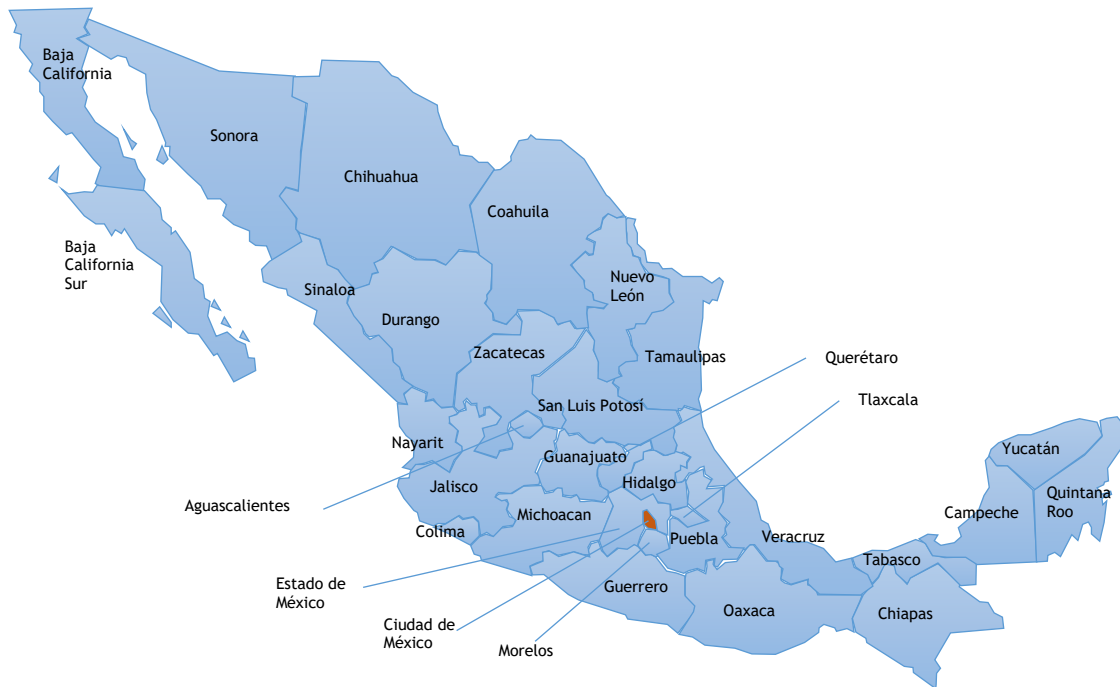 Baja
California
Sonora
Chihuahua
Coahuila
Baja
California
Sur
Sinaloa
Nuevo
León
Durango
Zacatecas
Tamaulipas
Querétaro
San Luis Potosí
Tlaxcala
Nayarit
Guanajuato
Yucatán
Hidalgo
Jalisco
Quintana
Roo
Aguascalientes
Michoacan
Campeche
Colima
Puebla
Veracruz
Tabasco
Estado de
México
Guerrero
Oaxaca
Chiapas
Ciudad de
México
Morelos